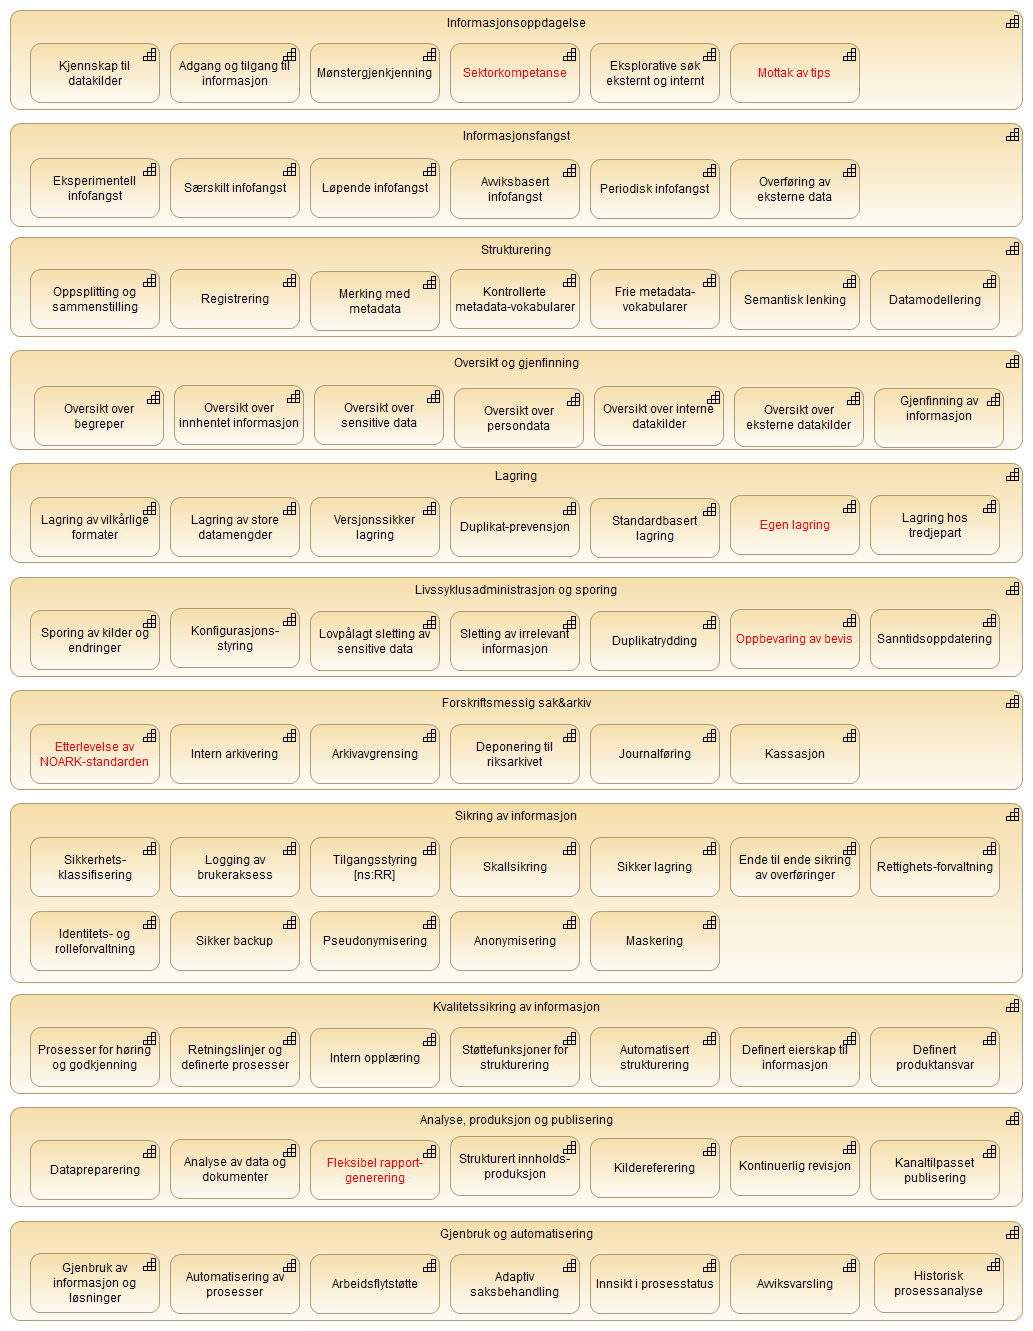 Informasjonsoppdagelse
Kjennskap til
datakilder
Adgang og tilgang til
informasjon
Mønstergjenkjenning
Sektorkompetanse
Eksplorative søk
eksternt og internt
Mottak av tips
Informasjonsfangst
Eksperimentell
infofangst
Særskilt infofangst
Løpende infofangst
Avviksbasert
infofangst
Periodisk infofangst
Overføring av
eksterne data
Strukturering
Oppsplitting og
sammenstilling
Registrering
Merking med
metadata
Kontrollerte
metadata-vokabularer
Frie metadata-
vokabularer
Semantisk lenking
Datamodellering
Oversikt og gjenfinning
Oversikt over
begreper
Oversikt over
innhentet informasjon
Oversikt over
sensitive data
Oversikt over
persondata
Oversikt over interne
datakilder
Oversikt over
eksterne datakilder
Gjenfinning av
informasjon
Lagring
Lagring av vilkårlige
formater
Lagring av store
datamengder
Versjonssikker
lagring
Duplikat-prevensjon
Standardbasert
lagring
Egen lagring
Lagring hos
tredjepart
Livssyklusadministrasjon og sporing
Sporing av kilder og
endringer
Konfigurasjons-
styring
Lovpålagt sletting av
sensitive data
Sletting av irrelevant
informasjon
Duplikatrydding
Oppbevaring av bevis
Sanntidsoppdatering
Forskriftsmessig sak&arkiv
Etterlevelse av
NOARK-standarden
Intern arkivering
Arkivavgrensing
Deponering til
riksarkivet
Journalføring
Kassasjon
Sikring av informasjon
Sikkerhets-
klassifisering
Logging av
brukeraksess
Tilgangsstyring
[ns:RR]
Skallsikring
Sikker lagring
Ende til ende sikring
av overføringer
Rettighets-forvaltning
Identitets- og
rolleforvaltning
Sikker backup
Pseudonymisering
Anonymisering
Maskering
Kvalitetssikring av informasjon
Prosesser for høring
og godkjenning
Retningslinjer og
definerte prosesser
Intern opplæring
Støttefunksjoner for
strukturering
Automatisert
strukturering
Definert eierskap til
informasjon
Definert
produktansvar
Analyse, produksjon og publisering
Datapreparering
Analyse av data og
dokumenter
Fleksibel rapport-
generering
Strukturert innholds-
produksjon
Kildereferering
Kontinuerlig revisjon
Kanaltilpasset
publisering
Gjenbruk og automatisering
Gjenbruk av
informasjon og
løsninger
Automatisering av
prosesser
Arbeidsflytstøtte
Adaptiv
saksbehandling
Innsikt i prosesstatus
Avviksvarsling
Historisk
prosessanalyse